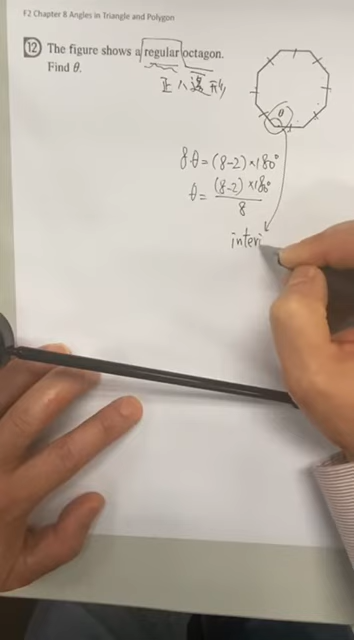 F2 Chapter 8 Angles in Triangle and Polygon
12 The figure shows a regular octagon.
Find θ.
正八邊形
θ
8θ = (8-2)×180°
θ = (8-2)×180° / 8
interi